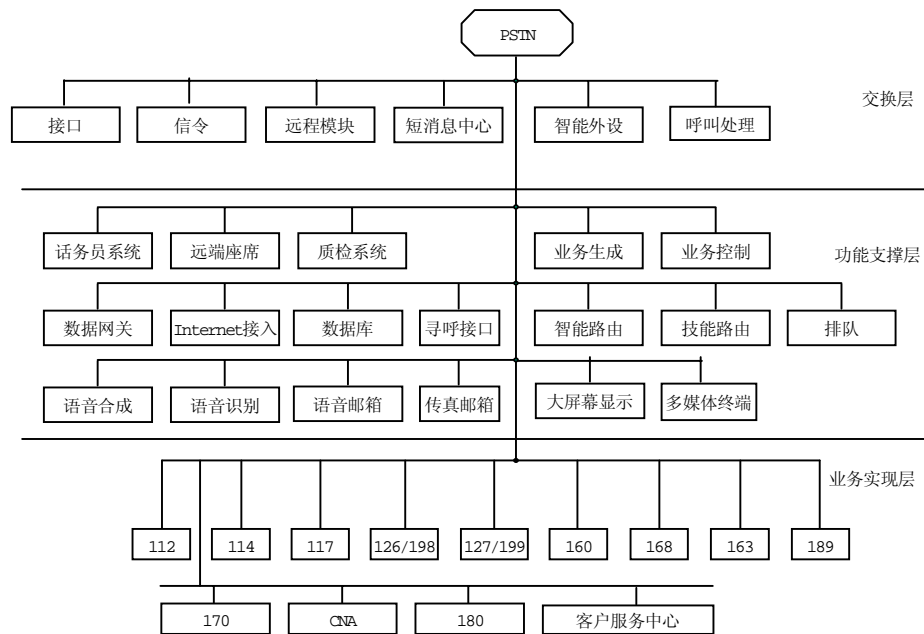 PSTN
交换层
接口 信令 远程模块 短消息中心 智能外设 呼叫处理
话务员系统 远端座席 质检系统 业务生成 业务控制
功能支撑层
数据网关 Internet接入 数据库 寻呼接口 智能路由 技能路由 排队
语音合成 语音识别 语音邮箱 传真邮箱 大屏幕显示 多媒体终端
业务实现层
112 114 117 126/198 127/199 160 168 163 189
170 CNA 180 客户服务中心